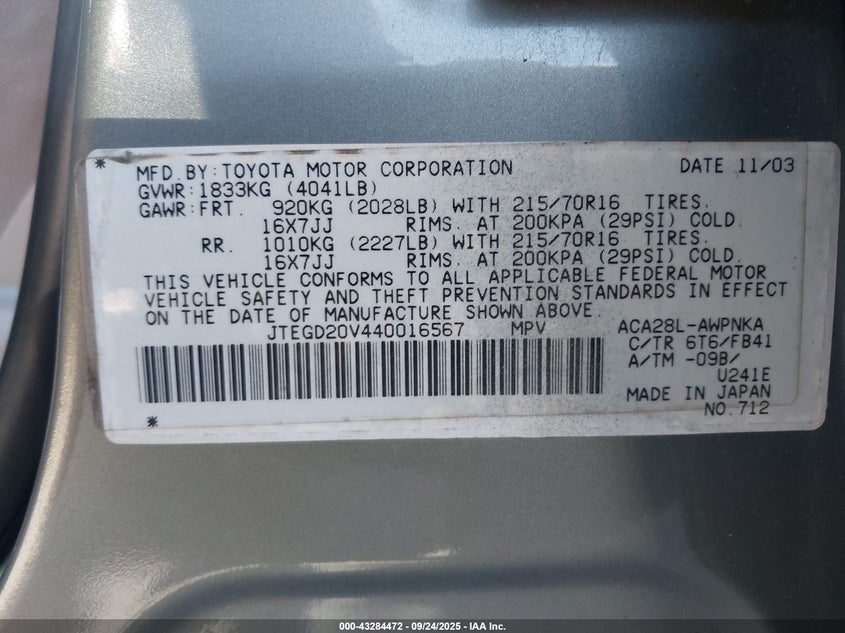 * MFD.BY:TOYOTA MOTOR CORPORATION DATE 11/03
GVWR:1833KG (4041LB)
GAWR:FRT. 920KG (2028LB) WITH 215/70R16 TIRES.
16X7JJ RIMS. AT 200KPA (29PSI) COLD.
RR. 1010KG (2227LB) WITH 215/70R16 TIRES.
16X7JJ RIMS. AT 200KPA (29PSI) COLD.
THIS VEHICLE CONFORMS TO ALL APPLICABLE FEDERAL MOTOR
VEHICLE SAFETY AND THEFT PREVENTION STANDARDS IN EFFECT
ON THE DATE OF MANUFACTURE SHOWN ABOVE.
JTEGD20V440016567 MPV ACA28L-AWPNKA
C/TR 6T6/FB41
A/TM -09B/
U241E
MADE IN JAPAN
* NO.712
000-43284472 - 09/24/2025 - IAA Inc.